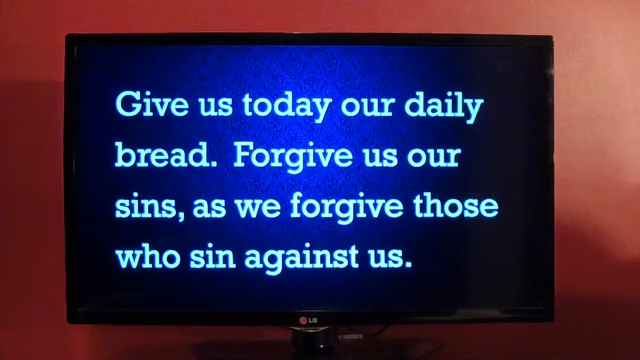 Give us today our daily
bread. Forgive us our
sins, as we forgive those
who sin against us.
LG